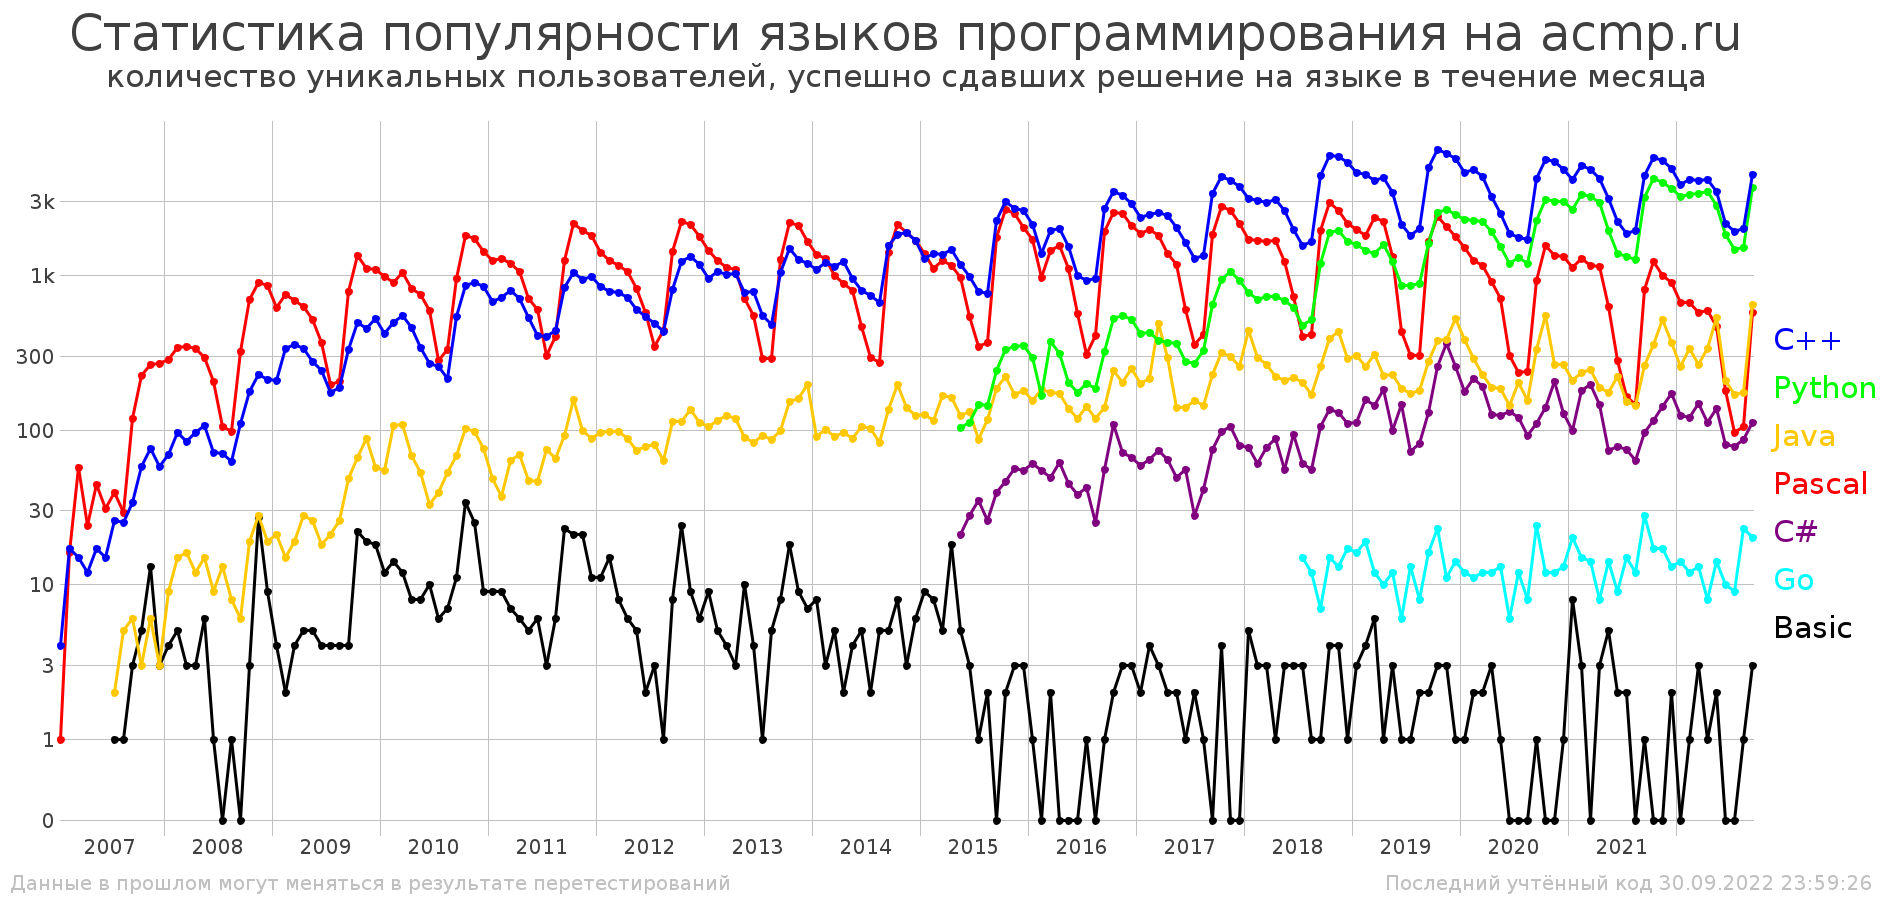 Статистика популярности языков программирования на acmp.ru
количество уникальных пользователей, успешно сдавших решение на языке в течение месяца
3k
1k
300
100
30
10
3
1
0
C++
Python
Java
Pascal
C#
Go
Basic
2007 2008 2009 2010 2011 2012 2013 2014 2015 2016 2017 2018 2019 2020 2021
Данные в прошлом могут меняться в результате перетестирований
Последний учтённый код 30.09.2022 23:59:26